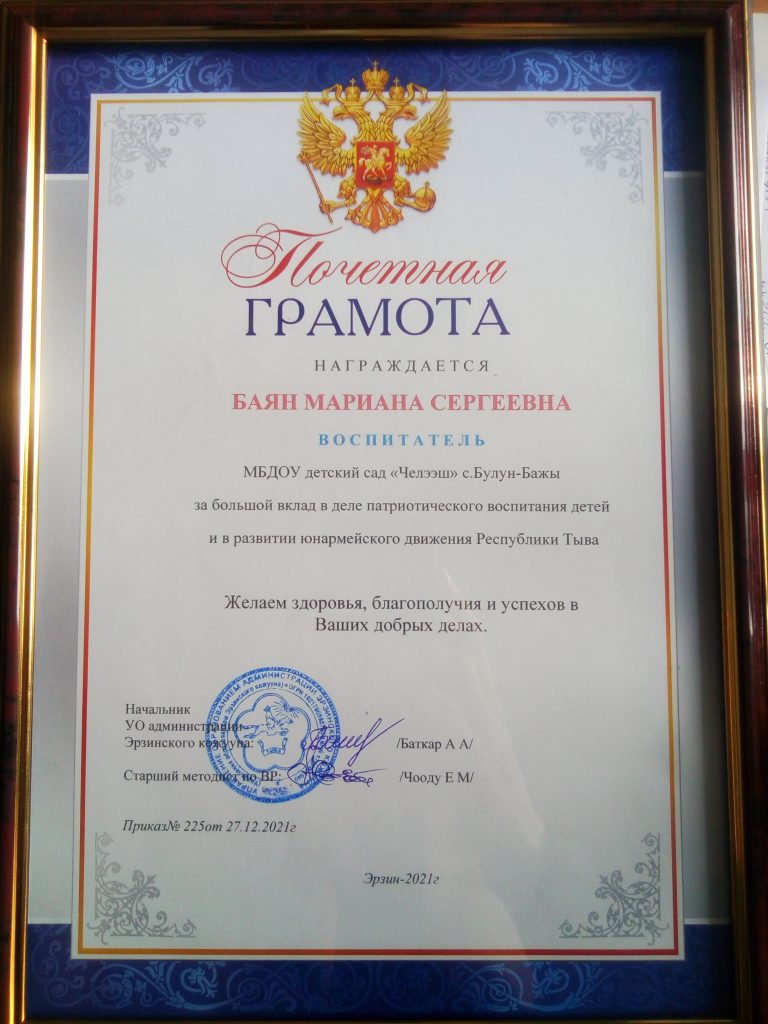 Почетная
ГРАМОТА
НАГРАЖДАЕТСЯ
БАЯН МАРИАНА СЕРГЕЕВНА
ВОСПИТАТЕЛЬ
МБДОУ детский сад «Челээш» с.Булун-Бажы
за большой вклад в деле патриотического воспитания детей
и в развитии юнармейского движения Республики Тыва
Желаем здоровья, благополучия и успехов в
Ваших добрых делах.
Начальник
УО администрации
Эрзинского кожууна: /Баткар А А/
Старший методист по ВР: /Чооду Е М/
Приказ№ 225от 27.12.2021г
Эрзин-2021г